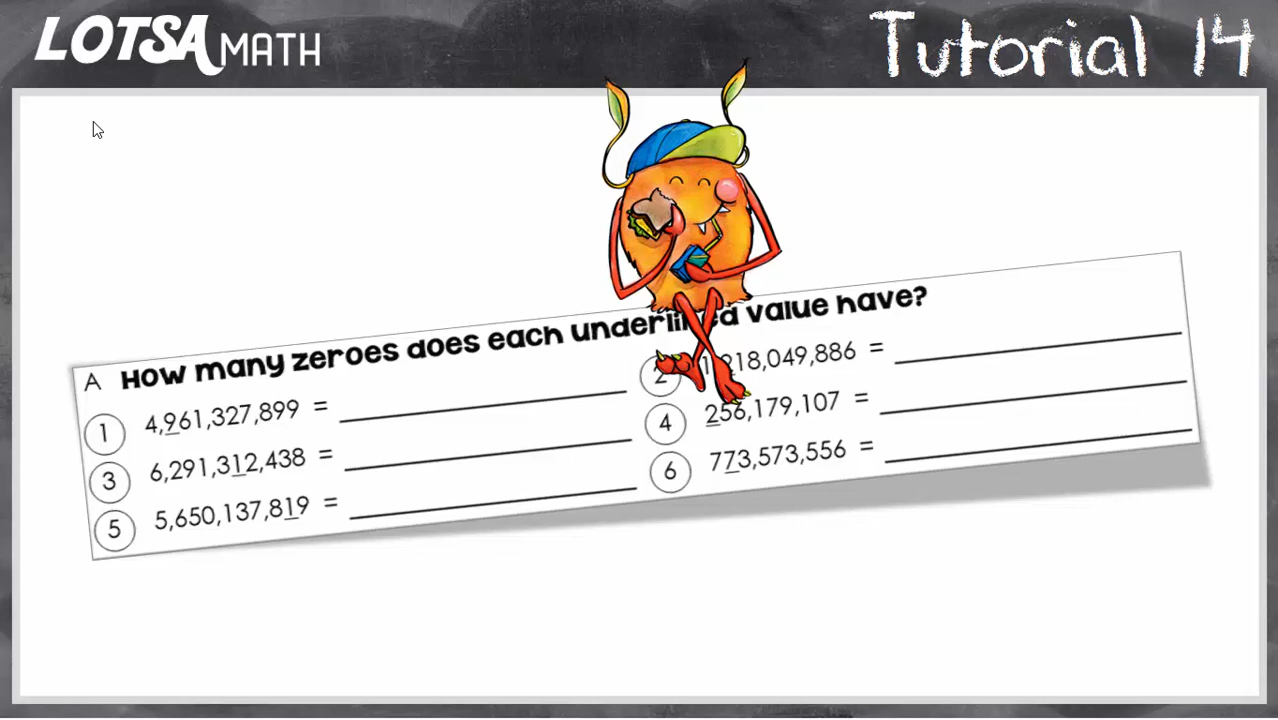 LOTSA MATH
Tutorial 14
A How many zeroes does each underlined value have?
1 4,961,327,899 =
2 218,049,886 =
3 6,291,312,438 =
4 256,179,107 =
5 5,650,137,819 =
6 773,573,556 =